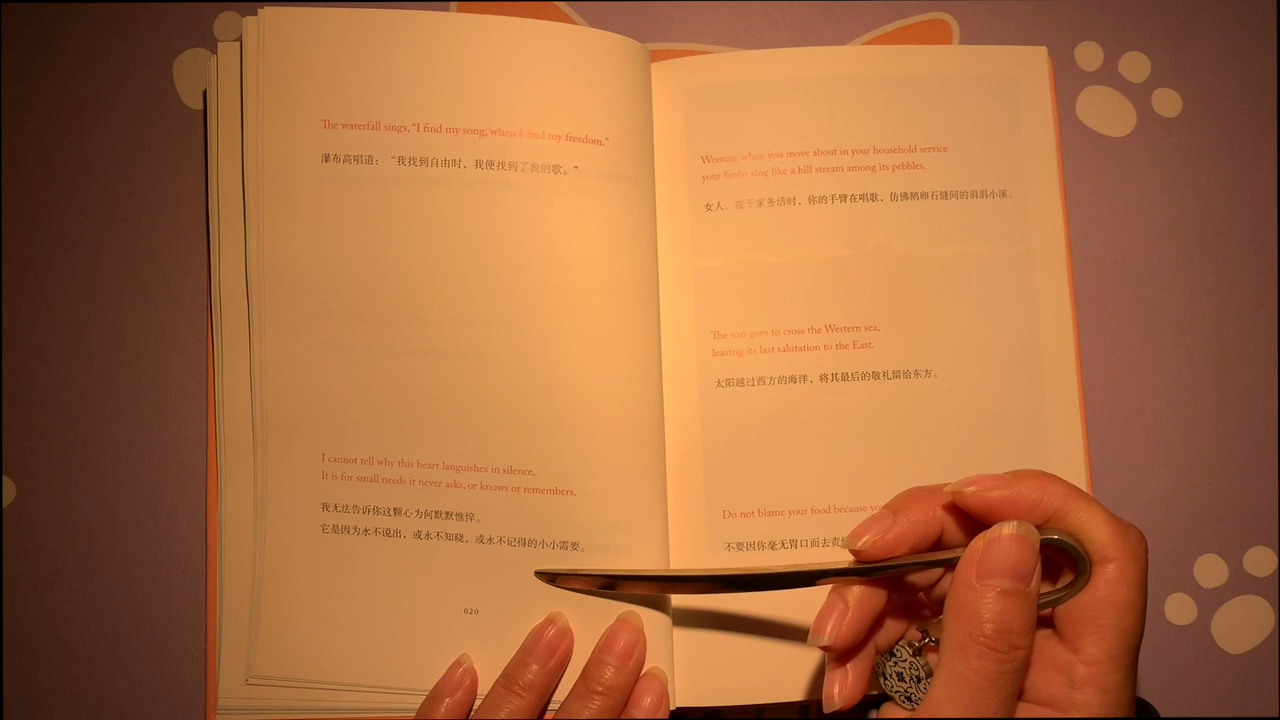 The waterfall sings, “I find my song, when I find my freedom.”
瀑布高唱道：“我找到自由时，我便找到了我的歌。”
I cannot tell why this heart languishes in silence.
It is for small needs it never asks, or knows or remembers.
我无法告诉你这颗心为何默默憔悴。
它是因为永不说出，或永不知晓，或永不记得的小小需要。
020
Woman, when you move about in your household service
your limbs sing like a hill stream among its pebbles.
女人，在干家务活时，你的手臂在唱歌，仿佛鹅卵石缝间的涓涓小溪。
The sun goes to cross the Western sea,
leaving its last salutation to the East.
太阳越过西方的海洋，将其最后的敬礼留给东方。
Do not blame your food because
不要因你毫无胃口而去责